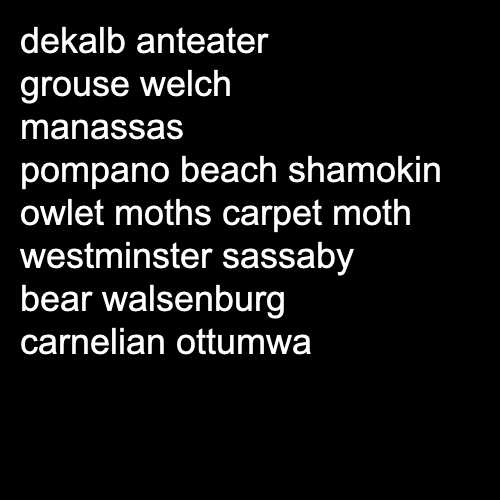 dekalb anteater
grouse welch
manassas
pompano beach shamokin
owlet moths carpet moth
westminster sassaby
bear walsenburg
carnelian ottumwa